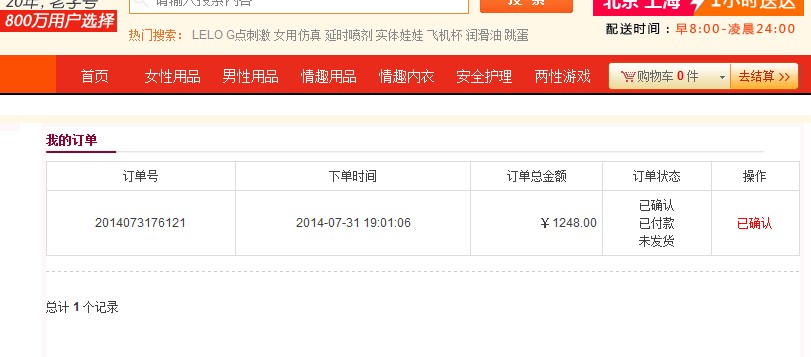 20年，老字号
800万用户选择
请输入搜索内容
搜 索
北京 上海 1小时送达
热门搜索： LELO G点刺激 女用仿真 延时喷剂 实体娃娃 飞机杯 润滑油 跳蛋
配送时间：早8:00-凌晨24:00
首页 女性用品 男性用品 情趣用品 情趣内衣 安全护理 两性游戏 购物车 0 件 去结算 >>
我的订单
订单号 下单时间 订单总金额 订单状态 操作
2014073176121 2014-07-31 19:01:06 ￥1248.00 已确认 已确认
已付款
未发货
总计 1 个记录